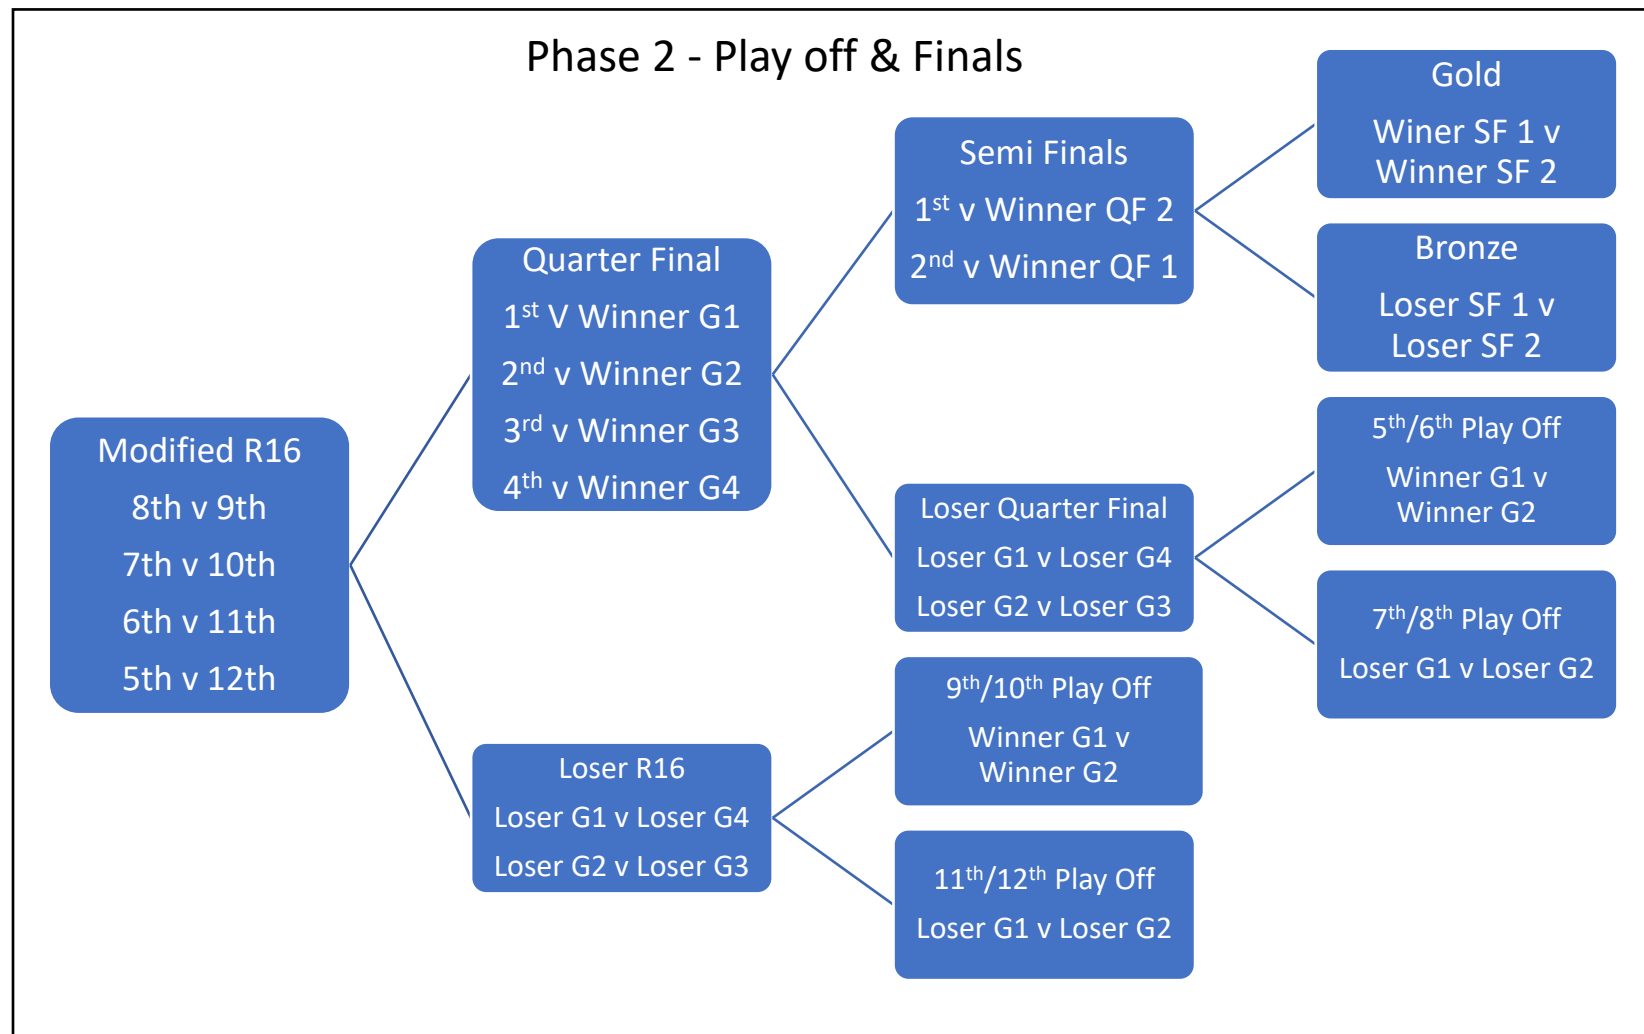 Phase 2 - Play off & Finals
Modified R16
8th v 9th
7th v 10th
6th v 11th
5th v 12th
Quarter Final
1st V Winner G1
2nd v Winner G2
3rd v Winner G3
4th v Winner G4
Loser R16
Loser G1 v Loser G4
Loser G2 v Loser G3
Semi Finals
1st v Winner QF 2
2nd v Winner QF 1
Loser Quarter Final
Loser G1 v Loser G4
Loser G2 v Loser G3
9th/10th Play Off
Winner G1 v
Winner G2
11th/12th Play Off
Loser G1 v Loser G2
Gold
Winer SF 1 v
Winner SF 2
Bronze
Loser SF 1 v
Loser SF 2
5th/6th Play Off
Winner G1 v
Winner G2
7th/8th Play Off
Loser G1 v Loser G2